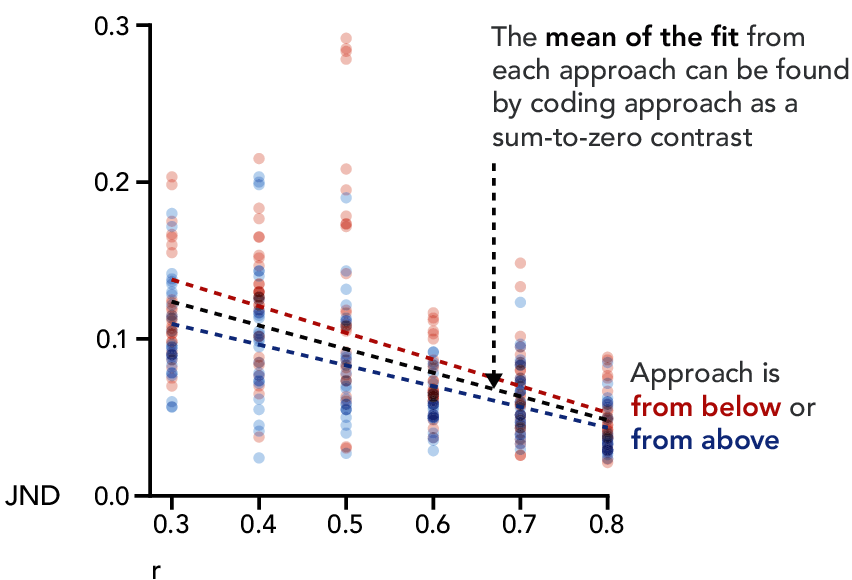 0.3
The mean of the fit from
each approach can be found
by coding approach as a
sum-to-zero contrast
0.2
0.1
Approach is
from below or
from above
JND 0.0
0.3 0.4 0.5 0.6 0.7 0.8
r